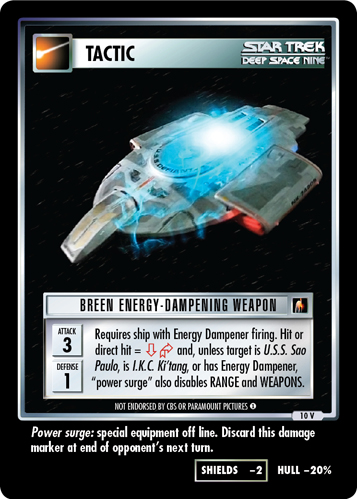 TACTIC
STAR TREK
DEEP SPACE NINE
BREEN ENERGY-DAMPENING WEAPON
ATTACK
3
DEFENSE
1
Requires ship with Energy Dampener firing. Hit or
direct hit = and, unless target is U.S.S. Sao
Paulo, is I.K.C. Ki'tang, or has Energy Dampener,
"power surge" also disables RANGE and WEAPONS.
NOT ENDORSED BY CBS OR PARAMOUNT PICTURES
10 V
Power surge: special equipment off line. Discard this damage
marker at end of opponent's next turn.
SHIELDS –2 HULL –20%